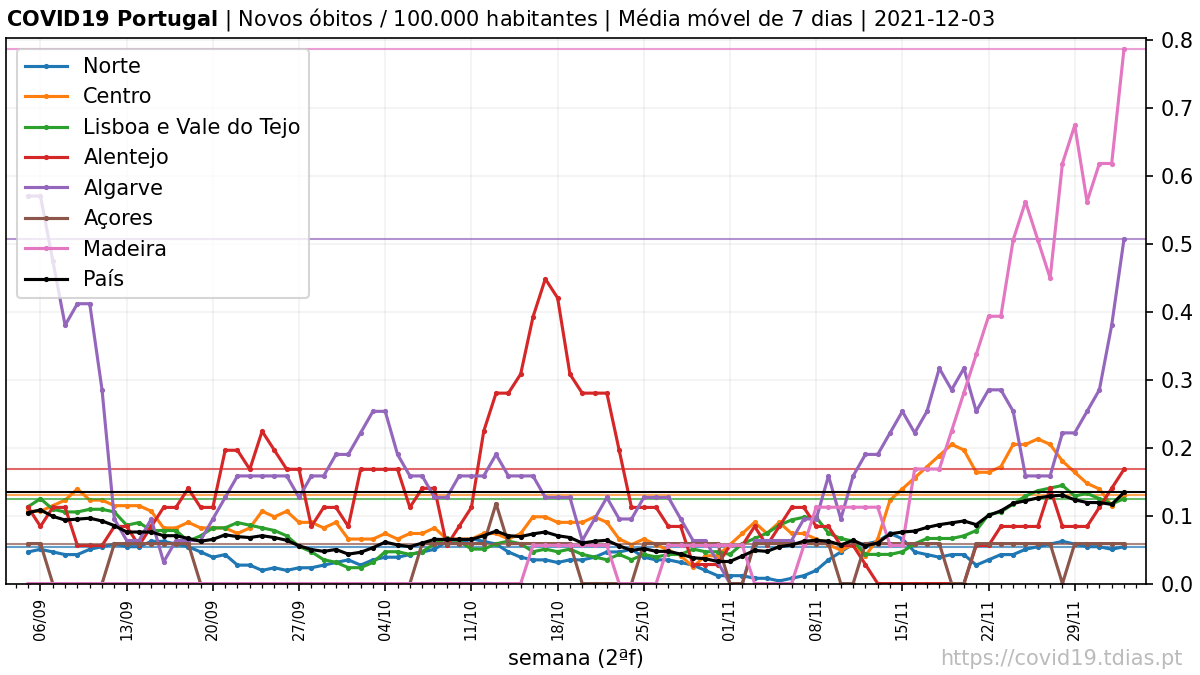 COVID19 Portugal | Novos óbitos / 100.000 habitantes | Média móvel de 7 dias | 2021-12-03
Norte
Centro
Lisboa e Vale do Tejo
Alentejo
Algarve
Açores
Madeira
País
0.8
0.7
0.6
0.5
0.4
0.3
0.2
0.1
0.0
06/09 13/09 20/09 27/09 04/10 11/10 18/10 25/10 01/11 08/11 15/11 22/11 29/11
semana (2ªf)
https://covid19.tdias.pt